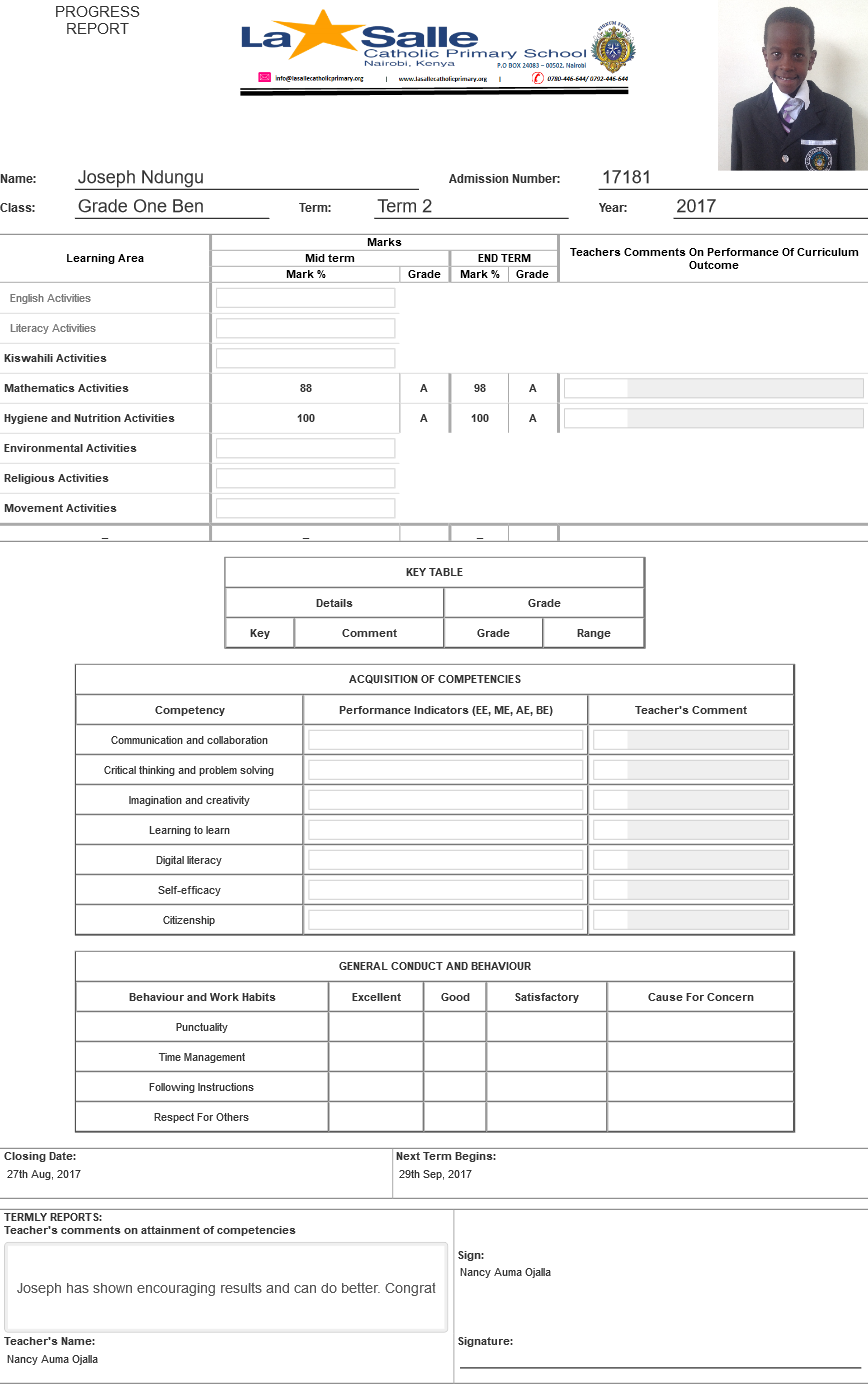 PROGRESS
REPORT
La Salle
Catholic Primary School
Nairobi, Kenya
P.O BOX 24083 – 00502, Nairobi
info@lasallecatholicprimary.org | www.lasallecatholicprimary.org | 0780-446-644/ 0792-446-644
Name: Joseph Ndungu Admission Number: 17181
Class: Grade One Ben Term: Term 2 Year: 2017
Learning Area Marks Teachers Comments On Performance Of Curriculum Outcome
Mid term END TERM
Mark % Grade Mark % Grade
English Activities
Literacy Activities
Kiswahili Activities
Mathematics Activities 88 A 98 A
Hygiene and Nutrition Activities 100 A 100 A
Environmental Activities
Religious Activities
Movement Activities
_ _ _
KEY TABLE
Details Grade
Key Comment Grade Range
ACQUISITION OF COMPETENCIES
Competency Performance Indicators (EE, ME, AE, BE) Teacher's Comment
Communication and collaboration
Critical thinking and problem solving
Imagination and creativity
Learning to learn
Digital literacy
Self-efficacy
Citizenship
GENERAL CONDUCT AND BEHAVIOUR
Behaviour and Work Habits Excellent Good Satisfactory Cause For Concern
Punctuality
Time Management
Following Instructions
Respect For Others
Closing Date: Next Term Begins:
27th Aug, 2017 29th Sep, 2017
TERMLY REPORTS:
Teacher's comments on attainment of competencies
Joseph has shown encouraging results and can do better. Congrat
Sign:
Nancy Auma Ojalla
Teacher's Name: Signature:
Nancy Auma Ojalla